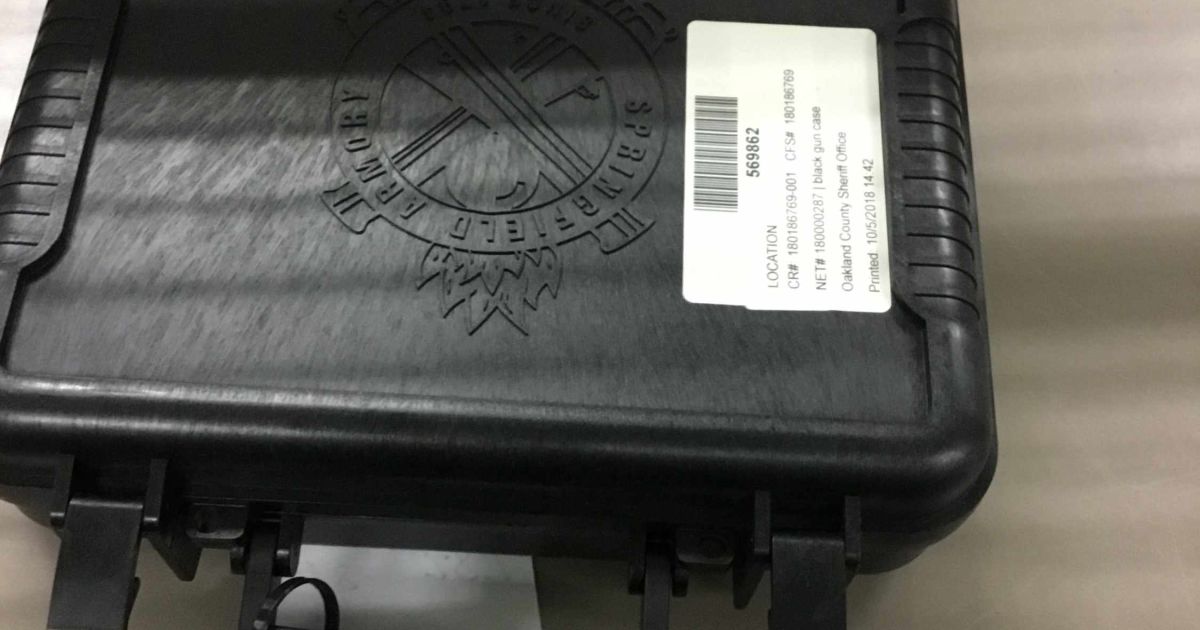 SPRINGFIELD ARMORY
569862
LOCATION
CR# 180186769-001 CFS# 180186769
NET# 180000287 | black gun case
Oakland County Sheriff Office
Printed: 10/5/2018 14:42